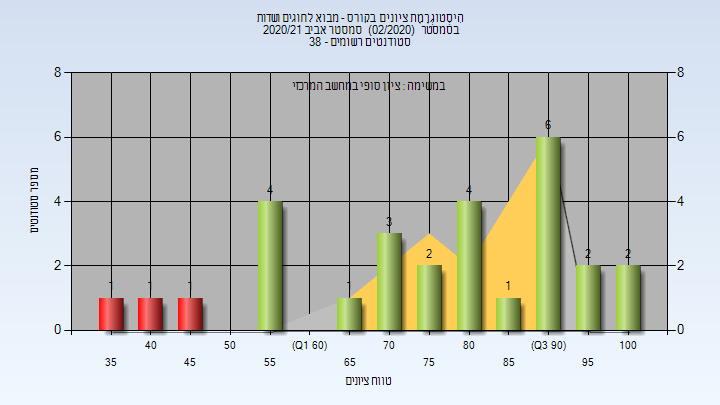 היסטוגרמת ציונים בקורס - מבוא לחוגים ושדות
בסמסטר (02/2020) סמסטר אביב 2020/21
סטודנטים רשומים - 38
במשימה : ציון סופי במחשב המרכזי
8 8
6 6
4 4
2 2
0 0
מספר סטודנטים
1 1 1 4 1 3 2 4 1 6 2 2
40 50 (Q1 60) 70 80 (Q3 90) 100
35 45 55 65 75 85 95
טווח ציונים